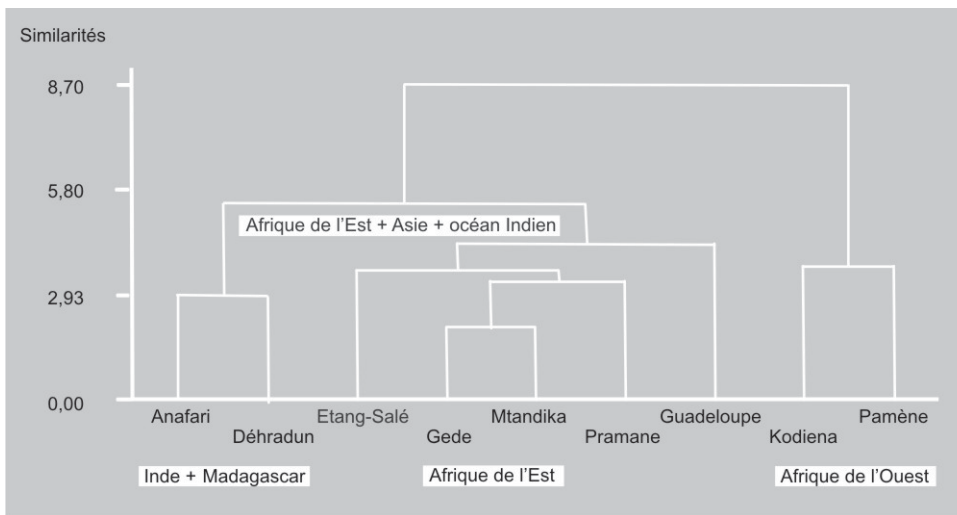 Similarités
8,70
5,80
Afrique de l'Est + Asie + océan Indien
2,93
0,00
Anafari Etang-Salé Mtandika Guadeloupe Pamène
Déhradun Gede Pramane Kodiena
Inde + Madagascar Afrique de l'Est Afrique de l'Ouest